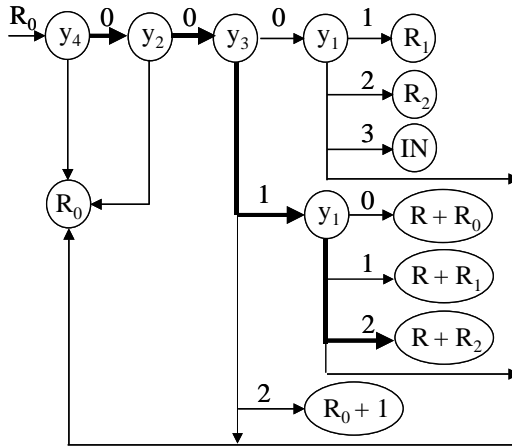 R0 y4 0 y2 0 y3 0 y1 1 R1
2 R2
3 IN
R0 1 y1 0 R + R0
1 R + R1
2 R + R2
2 R0 + 1